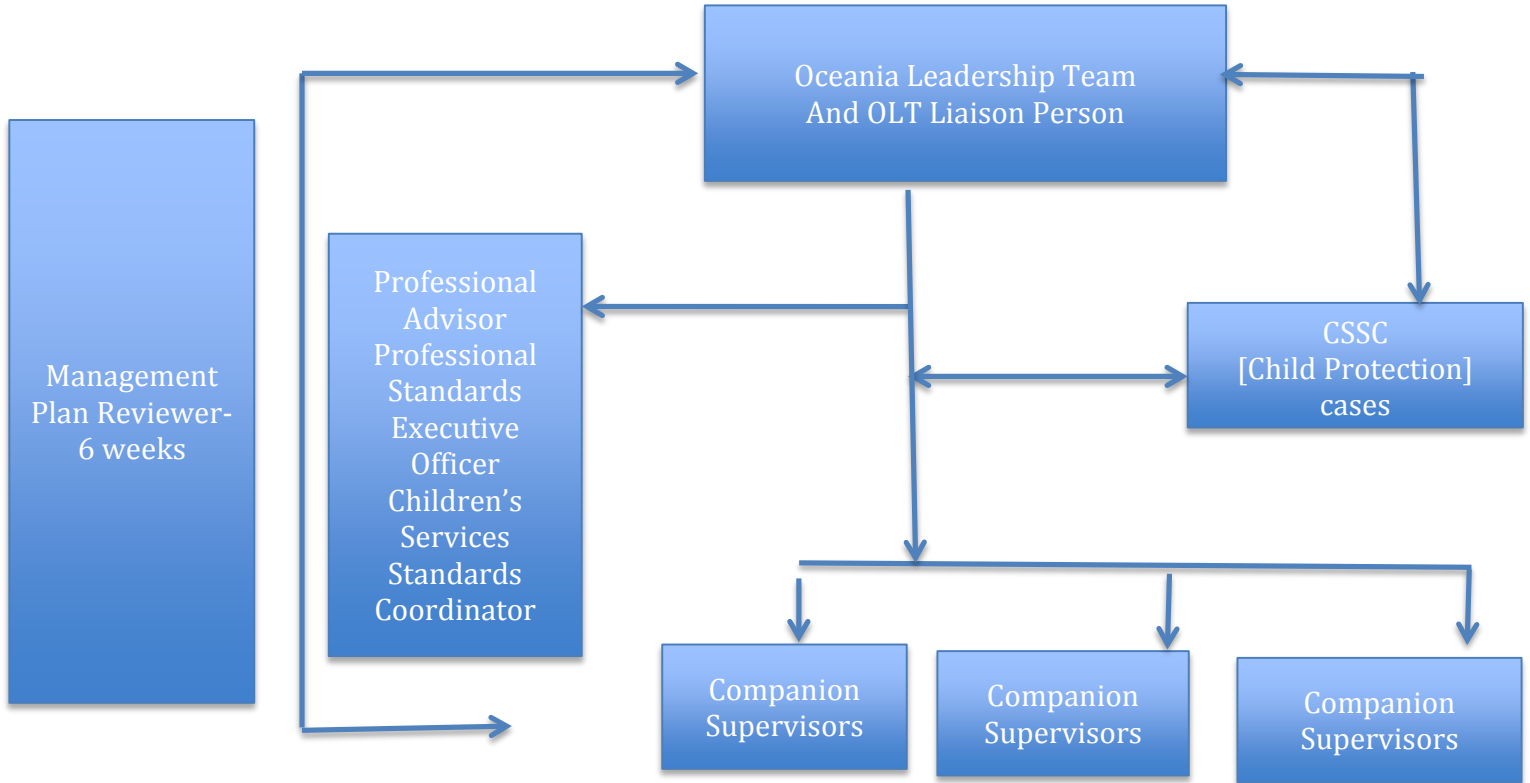 Oceania Leadership Team
And OLT Liaison Person
Management
Plan Reviewer-
6 weeks
Professional
Advisor
Professional
Standards
Executive
Officer
Children’s
Services
Standards
Coordinator
CSSC
[Child Protection]
cases
Companion
Supervisors
Companion
Supervisors
Companion
Supervisors